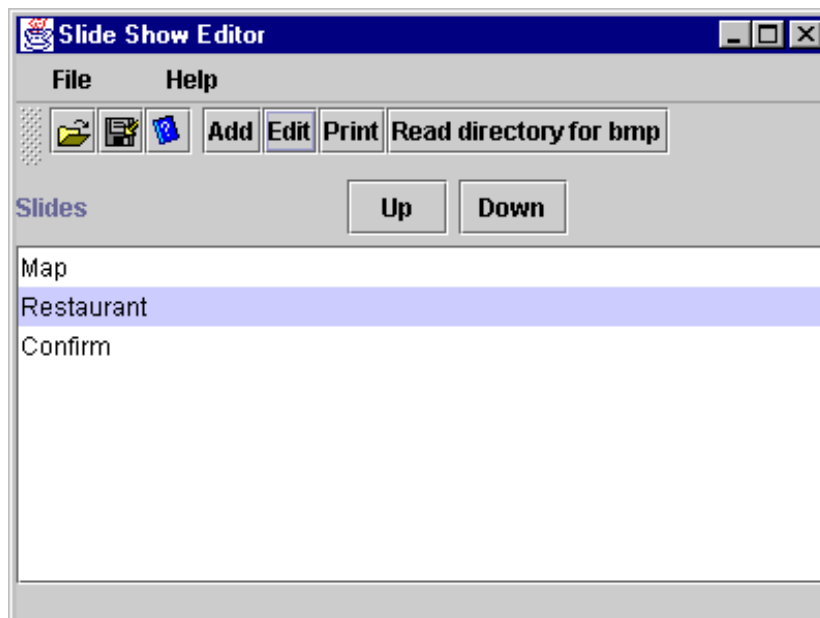 Slide Show Editor
File Help
Add Edit Print Read directory for bmp
Slides Up Down
Map
Restaurant
Confirm